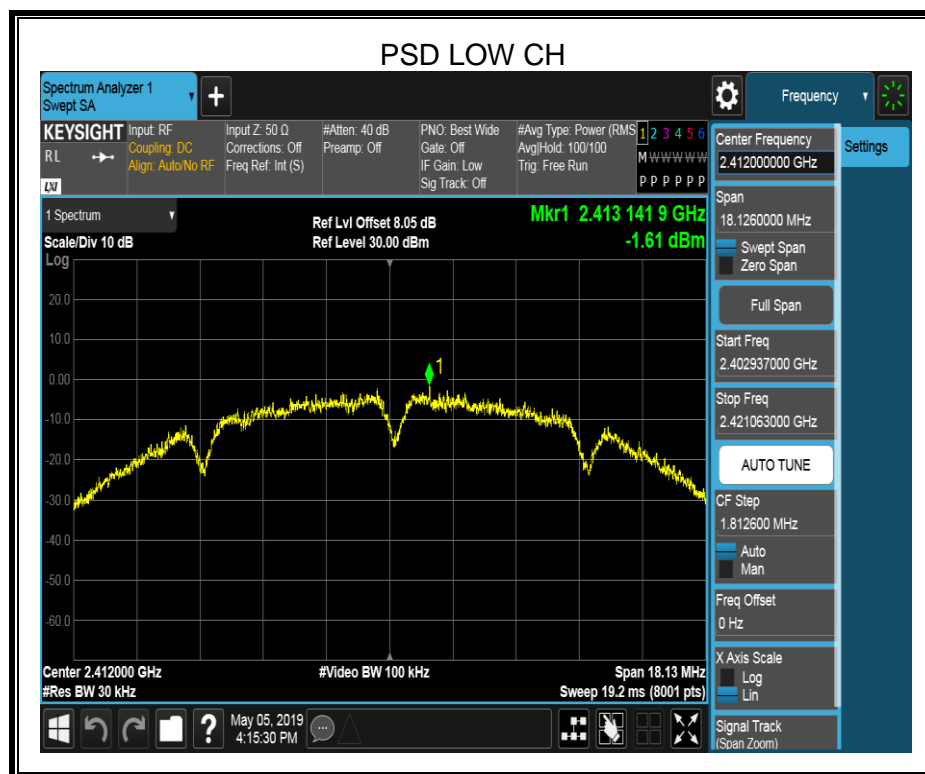 PSD LOW CH
Spectrum Analyzer 1
Swept SA
+
Frequency
KEYSIGHT
RL
LXI
Input: RF
Coupling: DC
Align: Auto/No RF
Input Z: 50 Ω
Corrections: Off
Freq Ref: Int (S)
#Atten: 40 dB
Preamp: Off
PNO: Best Wide
Gate: Off
IF Gain: Low
Sig Track: Off
#Avg Type: Power (RMS
Avg|Hold: 100/100
Trig: Free Run
1 2 3 4 5 6
M W W W W W
P P P P P P
Settings
1 Spectrum
Scale/Div 10 dB
Log
Ref Lvl Offset 8.05 dB
Ref Level 30.00 dBm
Mkr1 2.413 141 9 GHz
-1.61 dBm
20.0
10.0
0.00
-10.0
-20.0
-30.0
-40.0
-50.0
-60.0
1
Center 2.412000 GHz
#Res BW 30 kHz
#Video BW 100 kHz
Span 18.13 MHz
Sweep 19.2 ms (8001 pts)
Center Frequency
2.412000000 GHz
Span
18.1260000 MHz
Swept Span
Zero Span
Full Span
Start Freq
2.402937000 GHz
Stop Freq
2.421063000 GHz
AUTO TUNE
CF Step
1.812600 MHz
Auto
Man
Freq Offset
0 Hz
X Axis Scale
Log
Lin
Signal Track
(Span Zoom)
?
May 05, 2019
4:15:30 PM